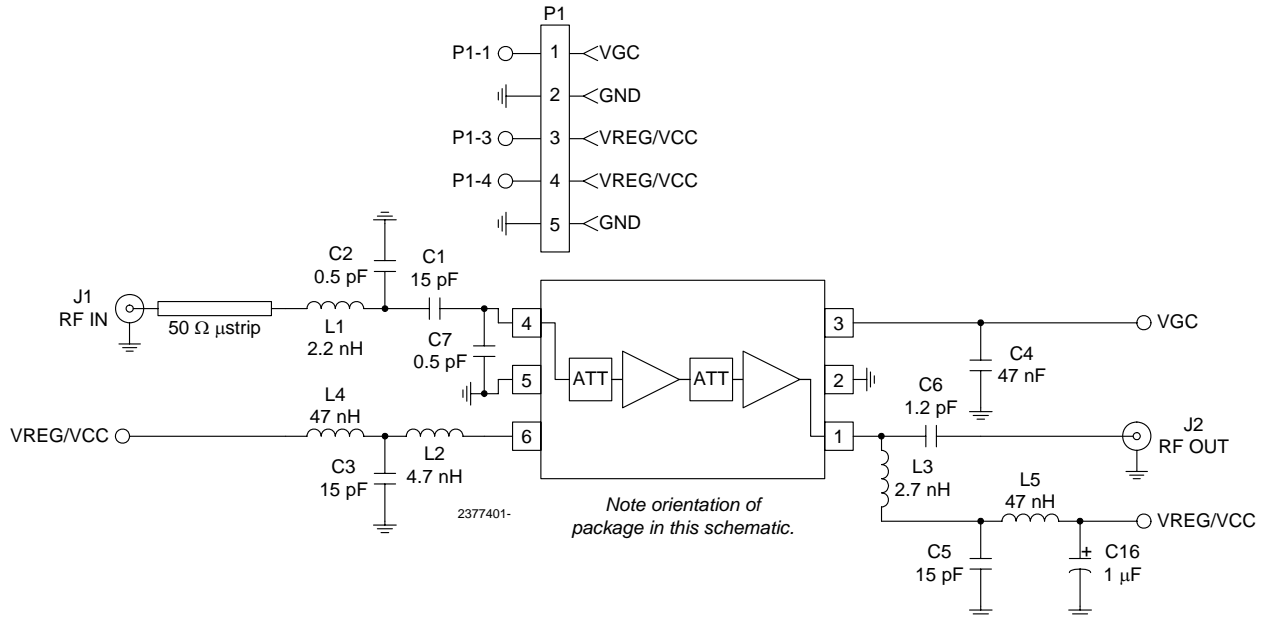 P1
P1-1
1
VGC
2
GND
P1-3
3
VREG/VCC
P1-4
4
VREG/VCC
5
GND
J1
RF IN
50 Ω µstrip
L1
2.2 nH
C2
0.5 pF
C1
15 pF
C7
0.5 pF
4
5
6
ATT
ATT
3
2
1
VGC
C4
47 nF
C6
1.2 pF
J2
RF OUT
VREG/VCC
L4
47 nH
C3
15 pF
L2
4.7 nH
L3
2.7 nH
L5
47 nH
VREG/VCC
C5
15 pF
+
C16
1 µF
2377401-
Note orientation of
package in this schematic.